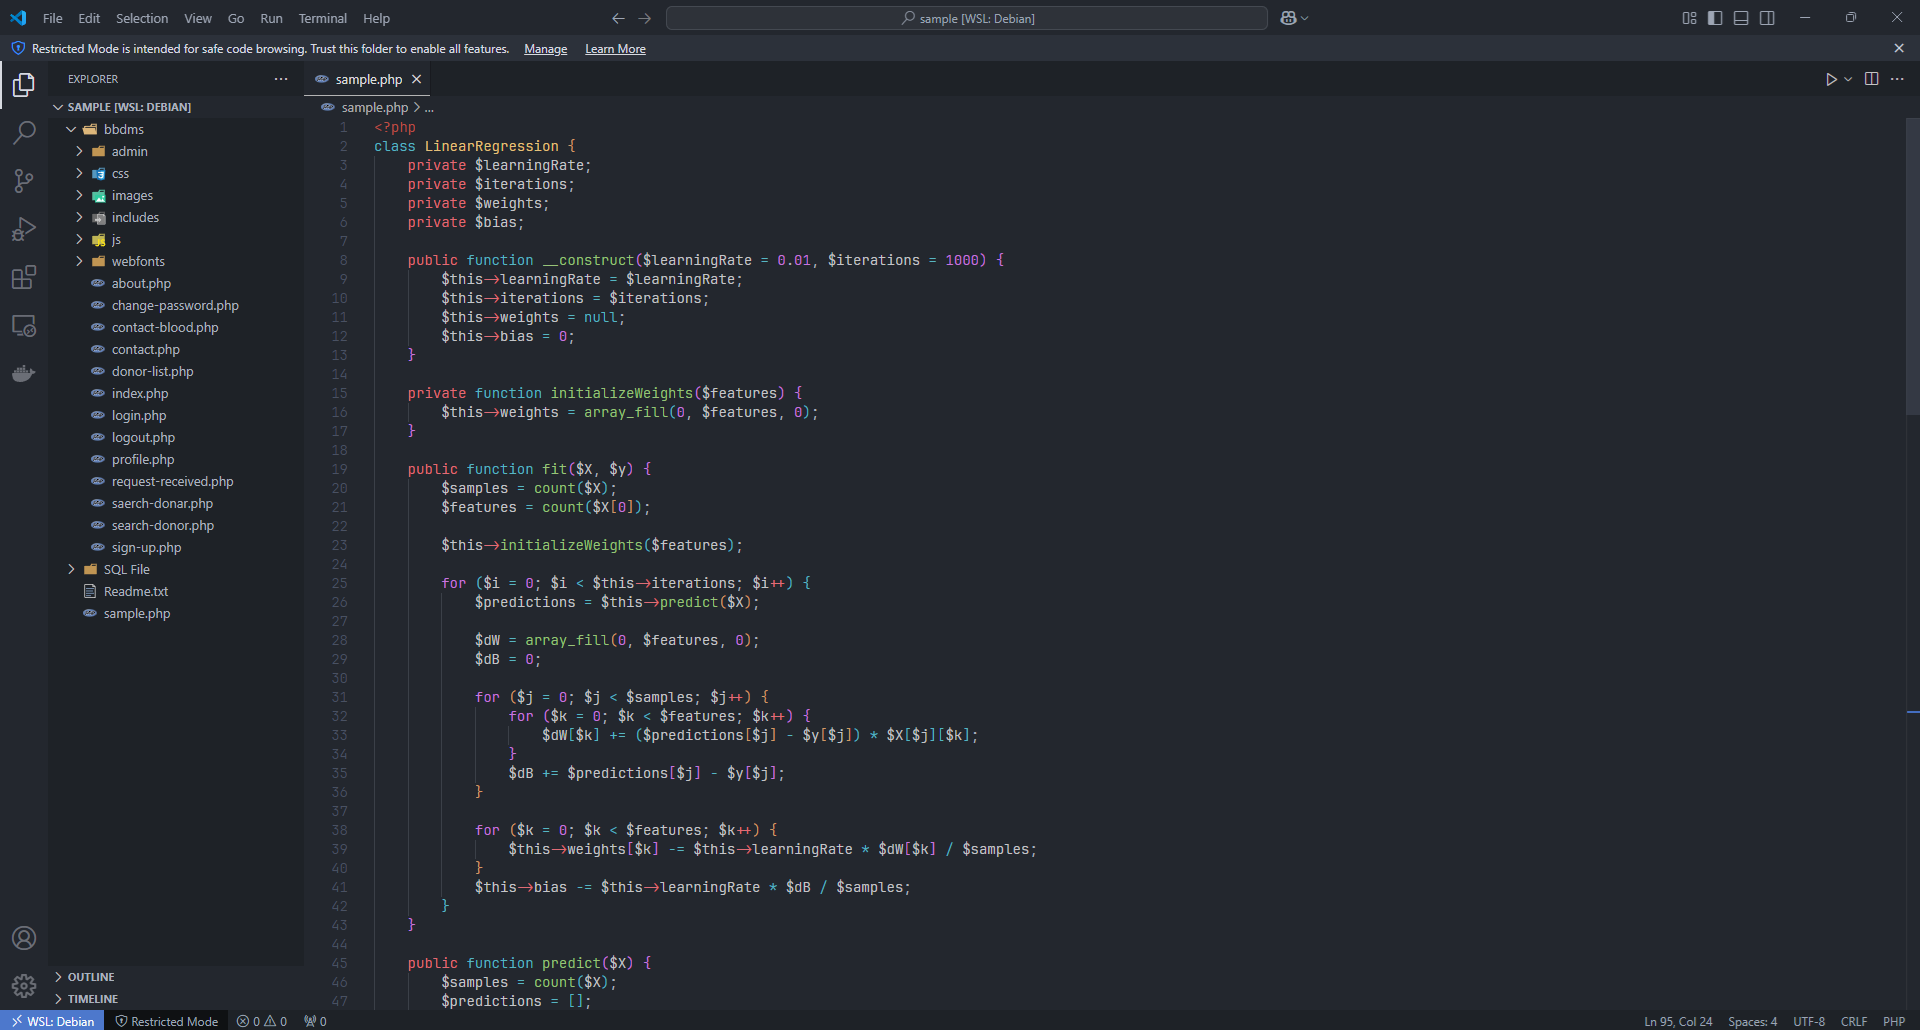 File Edit Selection View Go Run Terminal Help
sample [WSL: Debian]
Restricted Mode is intended for safe code browsing. Trust this folder to enable all features. Manage Learn More
EXPLORER
SAMPLE [WSL: DEBIAN]
bbdms
admin
css
images
includes
js
webfonts
about.php
change-password.php
contact-blood.php
contact.php
donor-list.php
index.php
login.php
logout.php
profile.php
request-received.php
saerch-donar.php
search-donor.php
sign-up.php
SQL File
Readme.txt
sample.php
OUTLINE
TIMELINE
sample.php
sample.php > ...
1 <?php
2 class LinearRegression {
3     private $learningRate;
4     private $iterations;
5     private $weights;
6     private $bias;
7
8     public function __construct($learningRate = 0.01, $iterations = 1000) {
9         $this->learningRate = $learningRate;
10         $this->iterations = $iterations;
11         $this->weights = null;
12         $this->bias = 0;
13     }
14
15     private function initializeWeights($features) {
16         $this->weights = array_fill(0, $features, 0);
17     }
18
19     public function fit($X, $y) {
20         $samples = count($X);
21         $features = count($X[0]);
22
23         $this->initializeWeights($features);
24
25         for ($i = 0; $i < $this->iterations; $i++) {
26             $predictions = $this->predict($X);
27
28             $dW = array_fill(0, $features, 0);
29             $dB = 0;
30
31             for ($j = 0; $j < $samples; $j++) {
32                 for ($k = 0; $k < $features; $k++) {
33                     $dW[$k] += ($predictions[$j] - $y[$j]) * $X[$j][$k];
34                 }
35                 $dB += $predictions[$j] - $y[$j];
36             }
37
38             for ($k = 0; $k < $features; $k++) {
39                 $this->weights[$k] -= $this->learningRate * $dW[$k] / $samples;
40             }
41             $this->bias -= $this->learningRate * $dB / $samples;
42         }
43     }
44
45     public function predict($X) {
46         $samples = count($X);
47         $predictions = [];
WSL: Debian Restricted Mode 0 0 0 Ln 95, Col 24 Spaces: 4 UTF-8 CRLF PHP